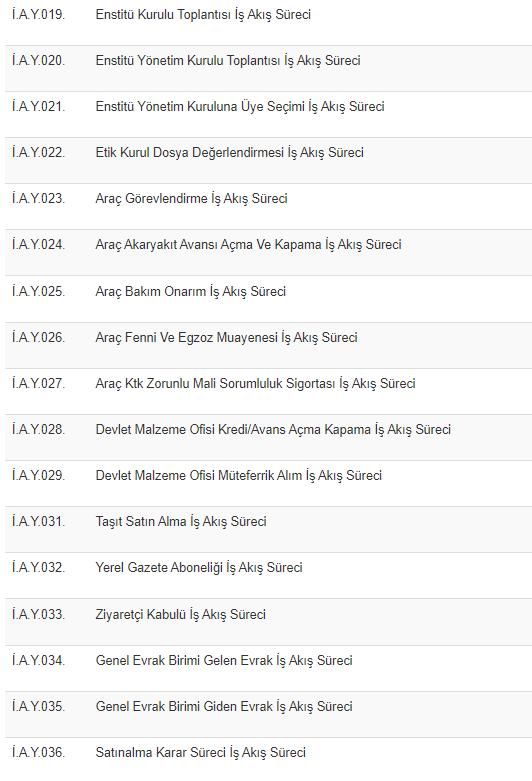 İ.A.Y.019. Enstitü Kurulu Toplantısı İş Akış Süreci
İ.A.Y.020. Enstitü Yönetim Kurulu Toplantısı İş Akış Süreci
İ.A.Y.021. Enstitü Yönetim Kuruluna Üye Seçimi İş Akış Süreci
İ.A.Y.022. Etik Kurul Dosya Değerlendirmesi İş Akış Süreci
İ.A.Y.023. Araç Görevlendirme İş Akış Süreci
İ.A.Y.024. Araç Akaryakıt Avansı Açma Ve Kapama İş Akış Süreci
İ.A.Y.025. Araç Bakım Onarım İş Akış Süreci
İ.A.Y.026. Araç Fenni Ve Egzoz Muayenesi İş Akış Süreci
İ.A.Y.027. Araç Ktk Zorunlu Mali Sorumluluk Sigortası İş Akış Süreci
İ.A.Y.028. Devlet Malzeme Ofisi Kredi/Avans Açma Kapama İş Akış Süreci
İ.A.Y.029. Devlet Malzeme Ofisi Müteferrik Alım İş Akış Süreci
İ.A.Y.031. Taşıt Satın Alma İş Akış Süreci
İ.A.Y.032. Yerel Gazete Aboneliği İş Akış Süreci
İ.A.Y.033. Ziyaretçi Kabulü İş Akış Süreci
İ.A.Y.034. Genel Evrak Birimi Gelen Evrak İş Akış Süreci
İ.A.Y.035. Genel Evrak Birimi Giden Evrak İş Akış Süreci
İ.A.Y.036. Satınalma Karar Süreci İş Akış Süreci